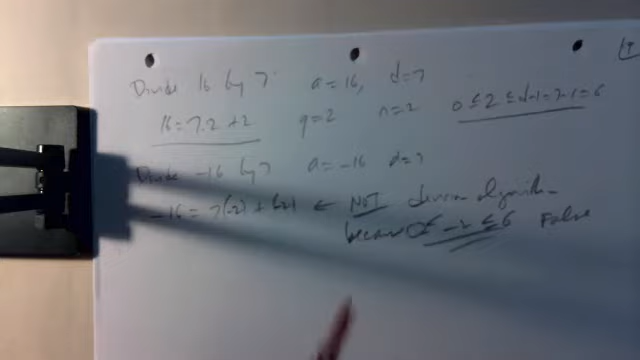 Divide 16 by 7 a = 16, d = 7
16 = 7.2 + 2 q = 2 r = 2 0 ≤ 2 ≤ d-1 = 7-1 = 6
Divide -16 by 7 a = -16 d = 7
-16 = 7(-2) + (-2) ← NOT division algorithm
because 0 ≤ -2 ≤ 6 False